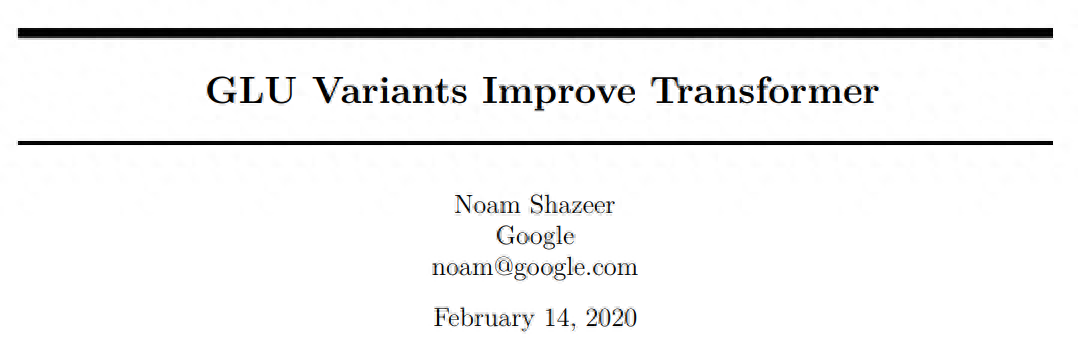 GLU Variants Improve Transformer
Noam Shazeer
Google
noam@google.com
February 14, 2020